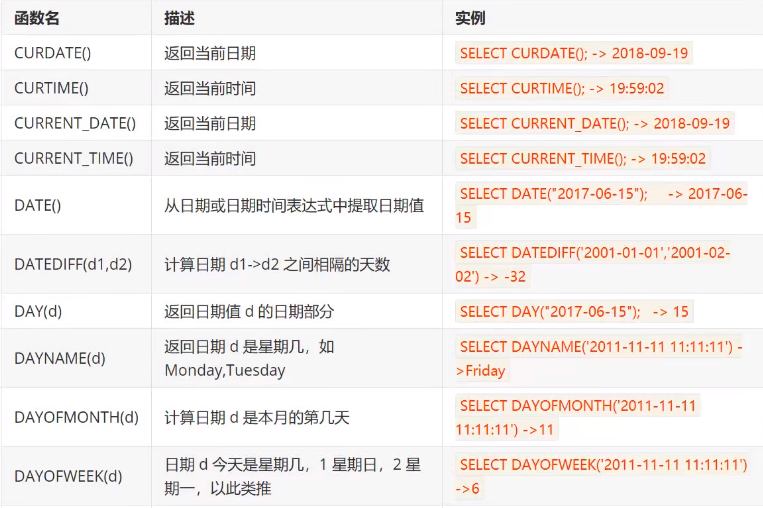 函数名 描述 实例
CURDATE() 返回当前日期 SELECT CURDATE(); -> 2018-09-19
CURTIME() 返回当前时间 SELECT CURTIME(); -> 19:59:02
CURRENT_DATE() 返回当前日期 SELECT CURRENT_DATE(); -> 2018-09-19
CURRENT_TIME() 返回当前时间 SELECT CURRENT_TIME(); -> 19:59:02
DATE() 从日期或日期时间表达式中提取日期值 SELECT DATE("2017-06-15"); -> 2017-06-
15
DATEDIFF(d1,d2) 计算日期 d1->d2 之间相隔的天数 SELECT DATEDIFF('2001-01-01','2001-02-
02') -> -32
DAY(d) 返回日期值 d 的日期部分 SELECT DAY("2017-06-15"); -> 15
DAYNAME(d) 返回日期 d 是星期几，如
Monday,Tuesday
SELECT DAYNAME('2011-11-11 11:11:11') -
>Friday
DAYOFMONTH(d) 计算日期 d 是本月的第几天 SELECT DAYOFMONTH('2011-11-11
11:11:11') ->11
DAYOFWEEK(d) 日期 d 今天是星期几，1 星期日，2 星
期一，以此类推
SELECT DAYOFWEEK('2011-11-11 11:11:11')
->6